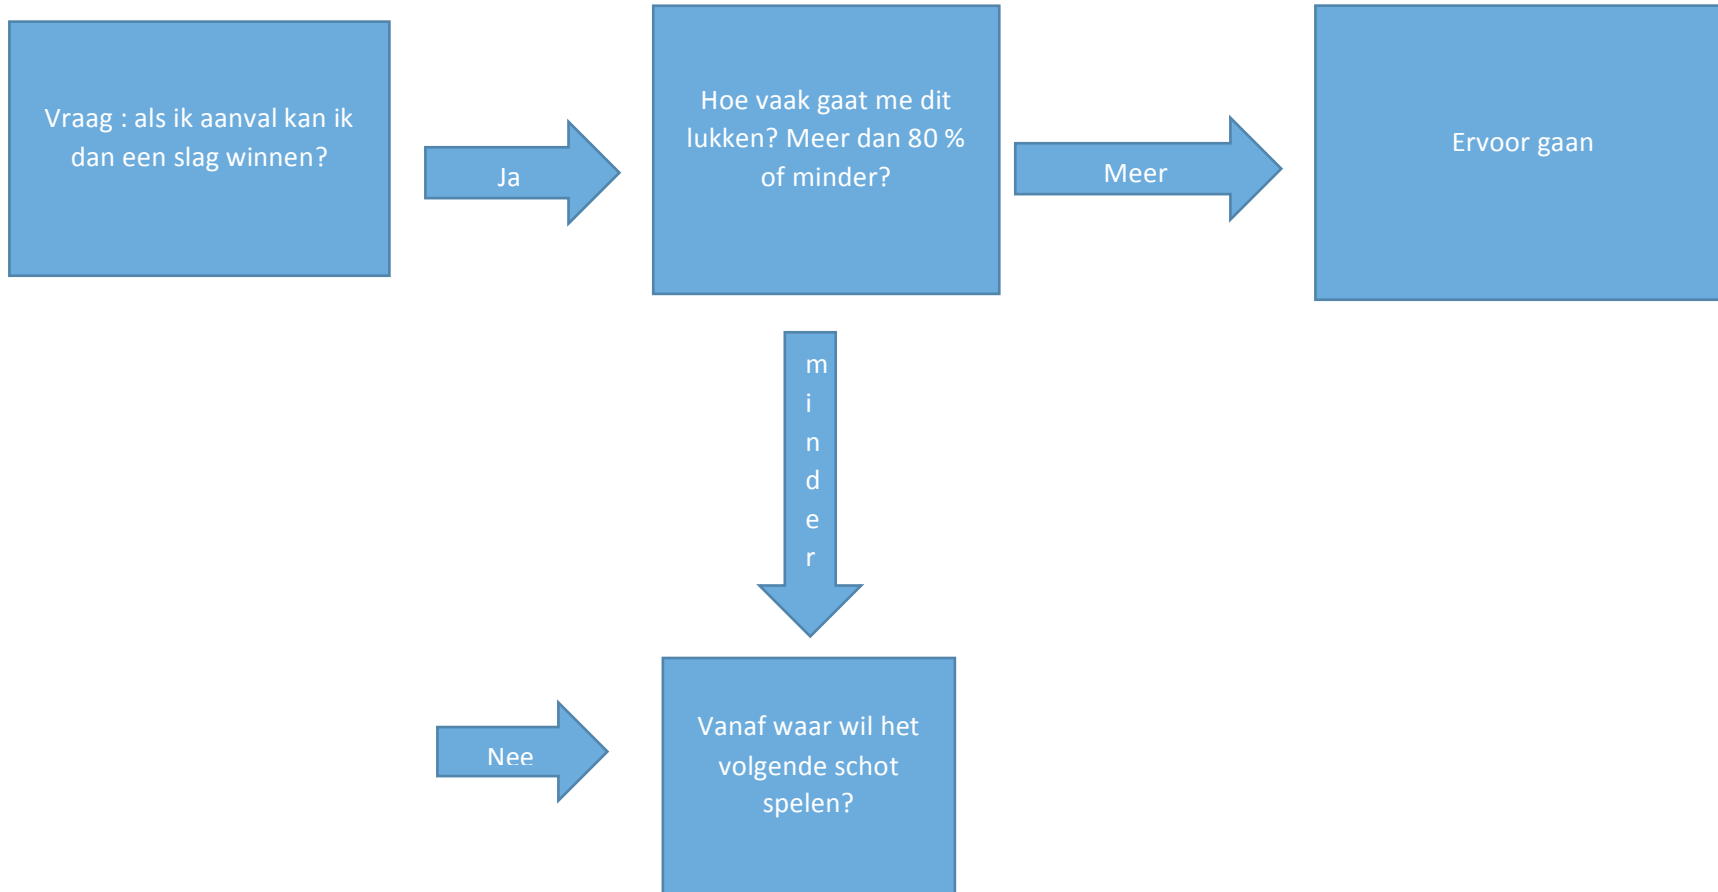 Vraag : als ik aanval kan ik
dan een slag winnen?
Ja
Hoe vaak gaat me dit
lukken? Meer dan 80 %
of minder?
Meer
Ervoor gaan
m
i
n
d
e
r
Nee
Vanaf waar wil het
volgende schot
spelen?